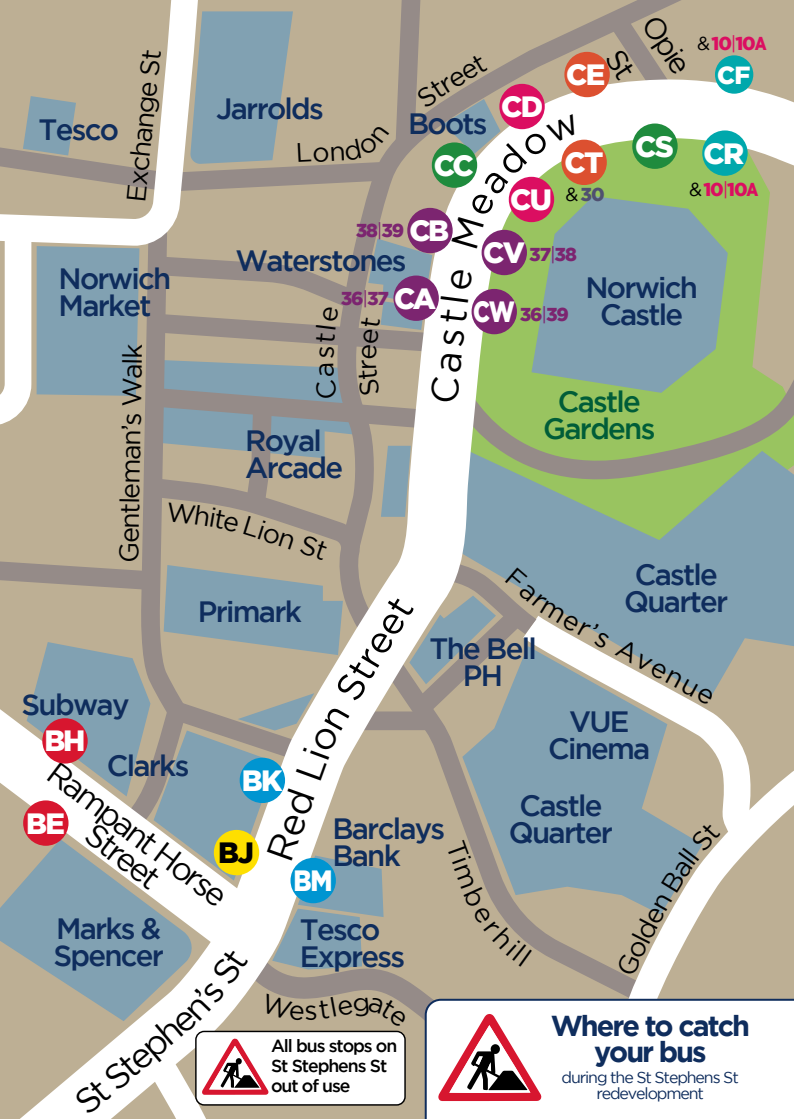 Opie
St
& 10|10A
CF
CE
CD
Street
London
Boots
Jarrolds
Exchange St
Tesco
CC
CT
& 30
CS
CR
& 10|10A
CU
Castle Meadow
38|39 CB
CV 37|38
Waterstones
36|37 CA
CW 36|39
Norwich
Market
Norwich
Castle
Castle
Street
Castle
Gardens
Gentleman's Walk
Royal
Arcade
White Lion St
Castle
Quarter
Farmer's Avenue
Primark
The Bell
PH
Red Lion Street
Subway
BH
Clarks
VUE
Cinema
BK
BE
Rampant Horse
Street
Castle
Quarter
Barclays
Bank
BJ
BM
Timberhill
Golden Ball St
Marks &
Spencer
Tesco
Express
Westlegate
St Stephen's St
All bus stops on
St Stephens St
out of use
Where to catch
your bus
during the St Stephens St
redevelopment